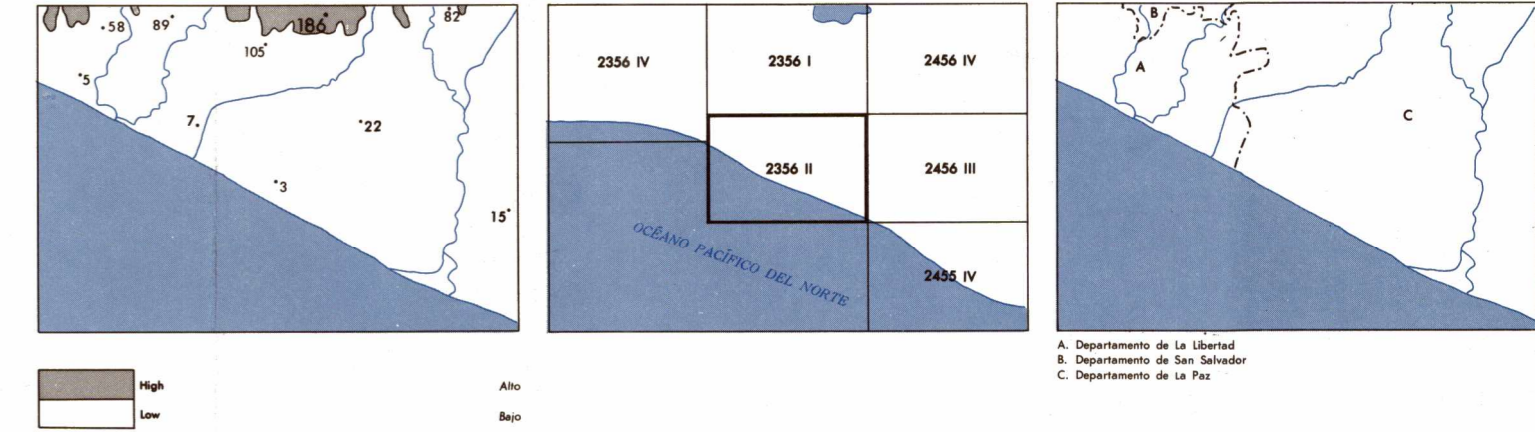 58
89
186
82
105
5
7
22
3
15
2356 IV
2356 I
2456 IV
2356 II
2456 III
OCÉANO PACÍFICO DEL NORTE
2455 IV
B
A
C
A. Departamento de La Libertad
B. Departamento de San Salvador
C. Departamento de La Paz
High Alto
Low Bajo